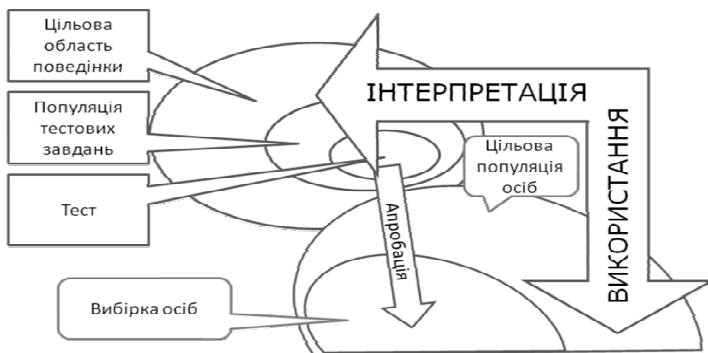 Цільова
область
поведінки
Популяція
тестових
завдань
Тест
ІНТЕРПРЕТАЦІЯ
Цільова
популяція
осіб
ВИКОРИСТАННЯ
Апробація
Вибірка осіб